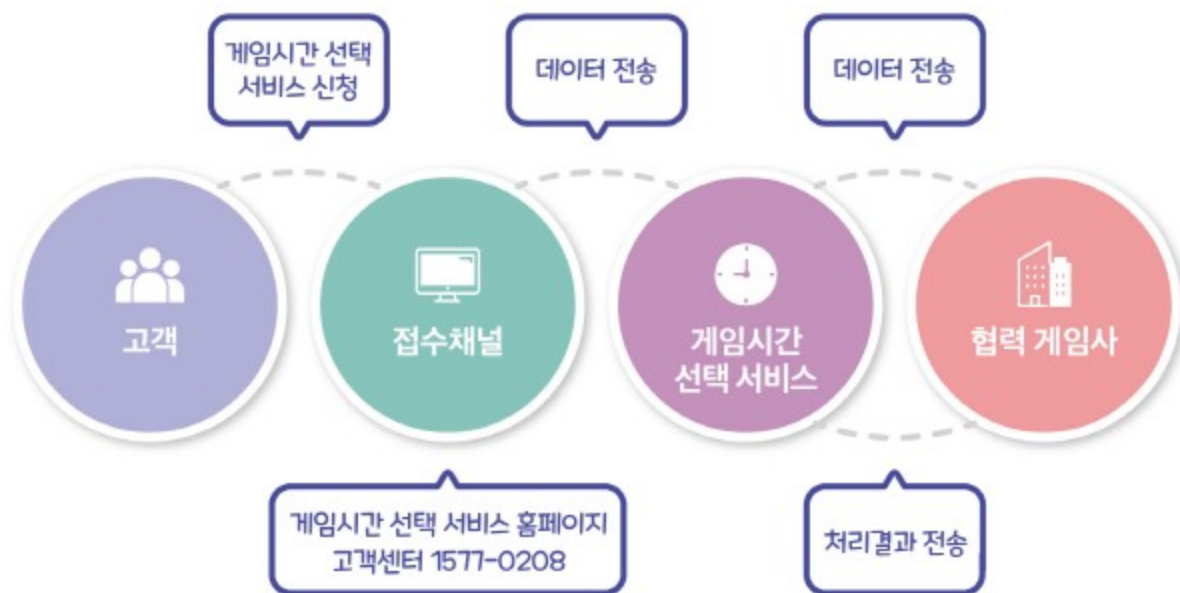 게임시간 선택
서비스 신청
데이터 전송
데이터 전송
고객
접수채널
게임시간
선택 서비스
협력 게임사
게임시간 선택 서비스 홈페이지
고객센터 1577-0208
처리결과 전송